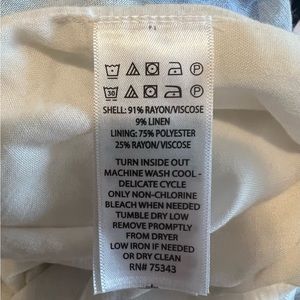 30
SHELL: 91% RAYON/VISCOSE
9% LINEN
LINING: 75% POLYESTER
25% RAYON/ VISCOSE
TURN INSIDE OUT
MACHINE WASH COOL -
DELICATE CYCLE
ONLY NON-CHLORINE
BLEACH WHEN NEEDED
TUMBLE DRY LOW
REMOVE PROMPTLY
FROM DRYER
LOW IRON IF NEEDED
OR DRY CLEAN
RN# 75343